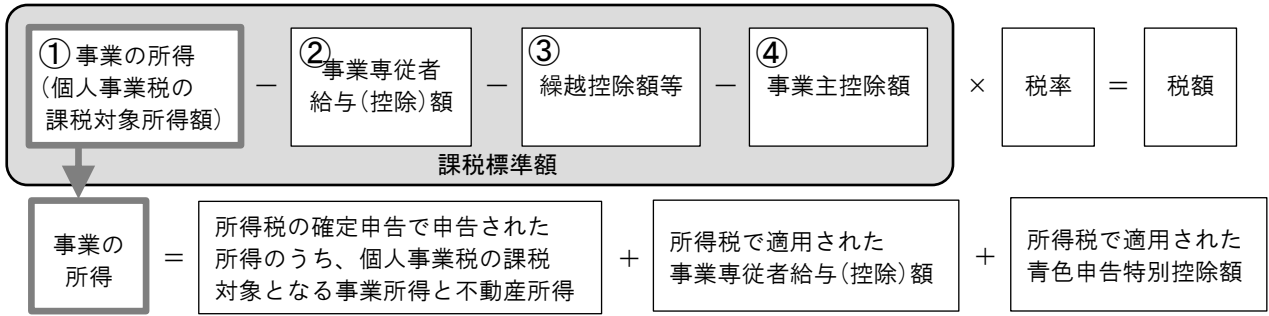 ① 事業の所得
(個人事業税の
課税対象所得額)
−
② 事業専従者
給与(控除)額
−
③
繰越控除額等
−
④
事業主控除額
×
税率
＝
税額
課税標準額
事業の
所得
＝
所得税の確定申告で申告された
所得のうち、個人事業税の課税
対象となる事業所得と不動産所得
＋
所得税で適用された
事業専従者給与(控除)額
＋
所得税で適用された
青色申告特別控除額